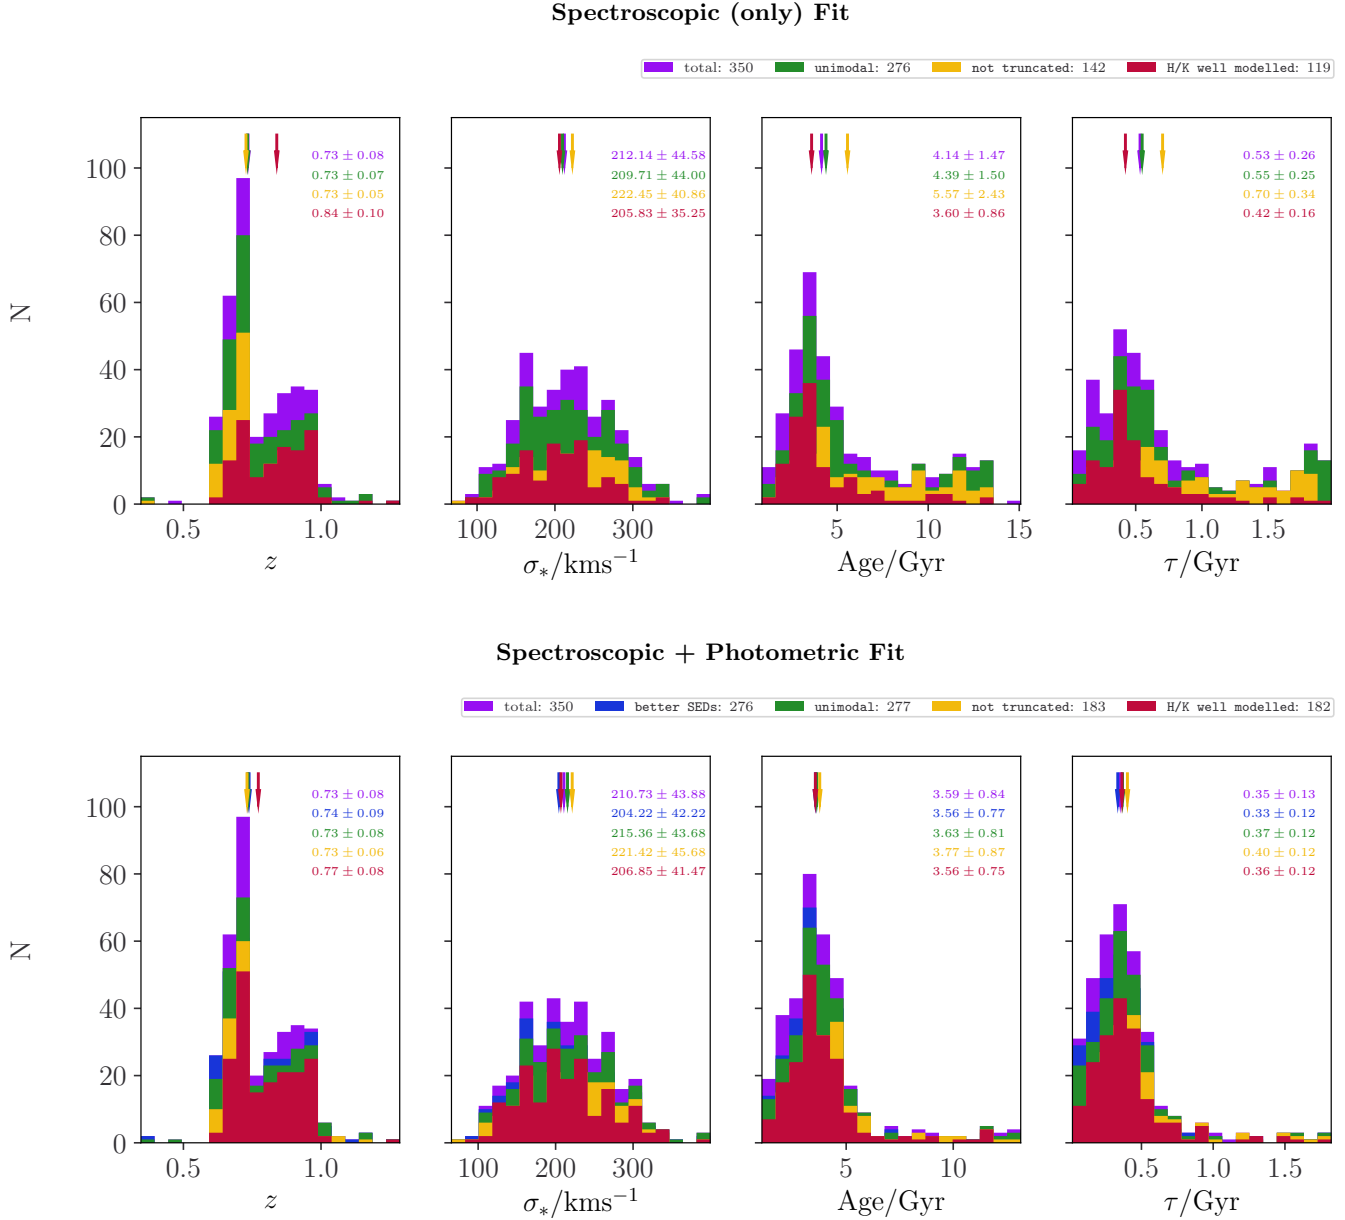 Spectroscopic (only) Fit
total: 350 unimodal: 276 not truncated: 142 H/K well modelled: 119
0.73 ± 0.08 212.14 ± 44.58 4.14 ± 1.47 0.53 ± 0.26
0.73 ± 0.07 209.71 ± 44.00 4.39 ± 1.50 0.55 ± 0.25
0.73 ± 0.05 222.45 ± 40.86 5.57 ± 2.43 0.70 ± 0.34
0.84 ± 0.10 205.83 ± 35.25 3.60 ± 0.86 0.42 ± 0.16
100
80
60
40
20
0
N
0.5 1.0 100 200 300 5 10 15 0.5 1.0 1.5
z σ*/kms⁻¹ Age/Gyr τ/Gyr
Spectroscopic + Photometric Fit
total: 350 better SEDs: 276 unimodal: 277 not truncated: 183 H/K well modelled: 182
0.73 ± 0.08 210.73 ± 43.88 3.59 ± 0.84 0.35 ± 0.13
0.74 ± 0.09 204.22 ± 42.22 3.56 ± 0.77 0.33 ± 0.12
0.73 ± 0.08 215.36 ± 43.68 3.63 ± 0.81 0.37 ± 0.12
0.73 ± 0.06 221.42 ± 45.68 3.77 ± 0.87 0.40 ± 0.12
0.77 ± 0.08 206.85 ± 41.47 3.56 ± 0.75 0.36 ± 0.12
100
80
60
40
20
0
N
0.5 1.0 100 200 300 5 10 0.5 1.0 1.5
z σ*/kms⁻¹ Age/Gyr τ/Gyr